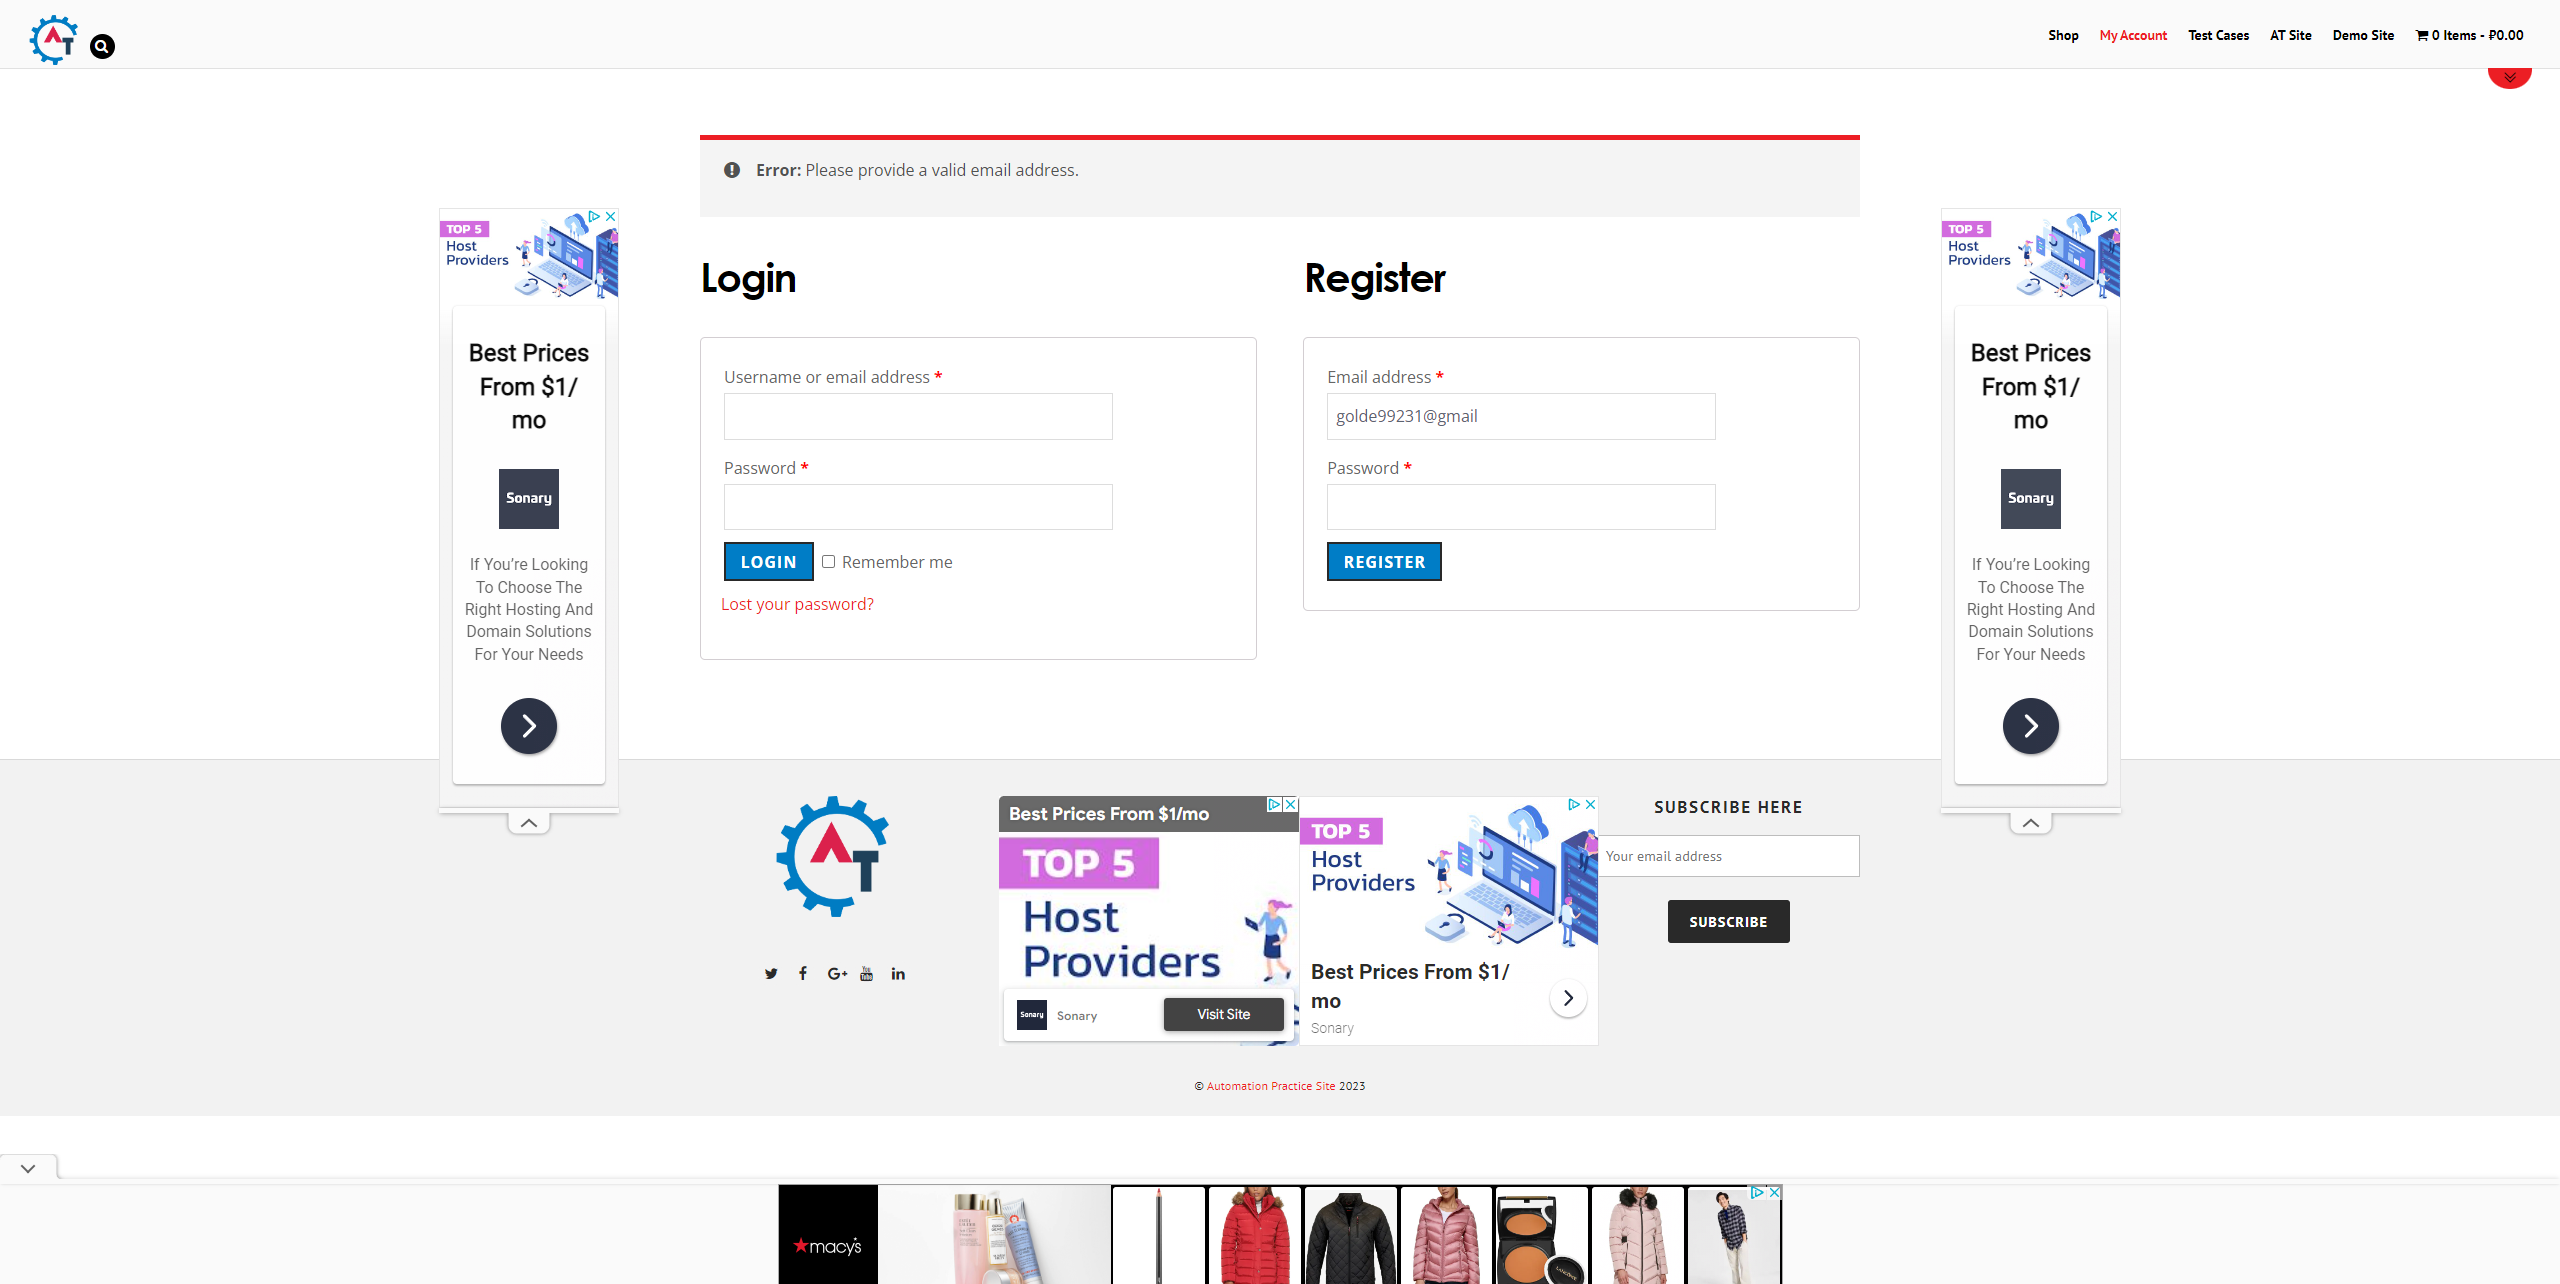 AT
Shop
My Account
Test Cases
AT Site
Demo Site
0 Items - ₽0.00
Error: Please provide a valid email address.
TOP 5
Host
Providers
Best Prices
From $1/
mo
Sonary
If You're Looking
To Choose The
Right Hosting And
Domain Solutions
For Your Needs
Login
Username or email address *
Password *
LOGIN
Remember me
Lost your password?
Register
Email address *
golde99231@gmail
Password *
REGISTER
TOP 5
Host
Providers
Best Prices
From $1/
mo
Sonary
If You're Looking
To Choose The
Right Hosting And
Domain Solutions
For Your Needs
AT
Best Prices From $1/mo
TOP 5
Host
Providers
Sonary
Sonary
Visit Site
TOP 5
Host
Providers
Best Prices From $1/
mo
Sonary
SUBSCRIBE HERE
Your email address
SUBSCRIBE
© Automation Practice Site 2023
macy's